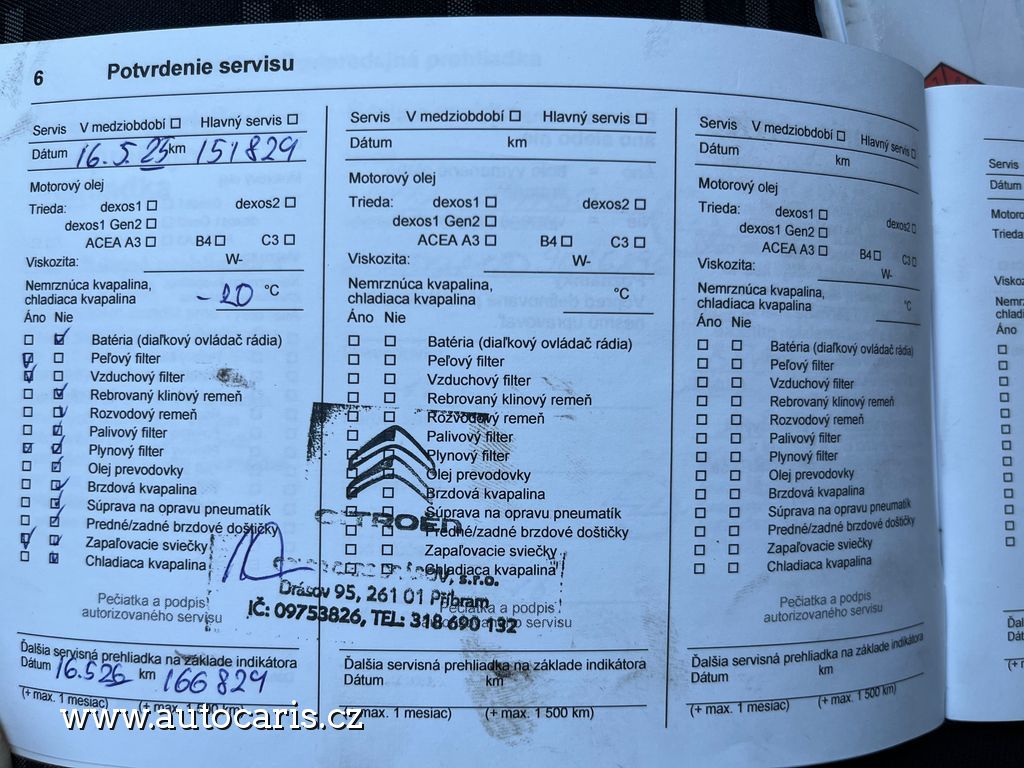 6 Potvrdenie servisu
Servis V medziobdobí Hlavný servis
Dátum 16.5.25 km 151829
Motorový olej
Trieda: dexos1 dexos2
dexos1 Gen2
ACEA A3 B4 C3
Viskozita: W-
Nemrznúca kvapalina,
chladiaca kvapalina -20 °C
Áno Nie
Batéria (diaľkový ovládač rádia)
Peľový filter
Vzduchový filter
Rebrovaný klinový remeň
Rozvodový remeň
Palivový filter
Plynový filter
Olej prevodovky
Brzdová kvapalina
Súprava na opravu pneumatík
Predné/zadné brzdové doštičky
Zapaľovacie sviečky
Chladiaca kvapalina
Pečiatka a podpis
autorizovaného servisu
Ďalšia servisná prehliadka na základe indikátora
Dátum 16.5.26 km 166829
(+ max. 1 mesiac) (+ max. 1 500 km)
Servis V medziobdobí Hlavný servis
Dátum km
Motorový olej
Trieda: dexos1 dexos2
dexos1 Gen2
ACEA A3 B4 C3
Viskozita: W-
Nemrznúca kvapalina,
chladiaca kvapalina °C
Áno Nie
Batéria (diaľkový ovládač rádia)
Peľový filter
Vzduchový filter
Rebrovaný klinový remeň
Rozvodový remeň
Palivový filter
Plynový filter
Olej prevodovky
Brzdová kvapalina
Súprava na opravu pneumatík
Predné/zadné brzdové doštičky
Zapaľovacie sviečky
Chladiaca kvapalina
Pečiatka a podpis
autorizovaného servisu
CITROËN
s.r.o.
Drásov 95, 261 01 Příbram
IČ: 09753826, TEL: 318 690 132
Ďalšia servisná prehliadka na základe indikátora
Dátum km
(+ max. 1 mesiac) (+ max. 1 500 km)
Servis V medziobdobí Hlavný servis
Dátum km
Motorový olej
Trieda: dexos1 dexos2
dexos1 Gen2
ACEA A3 B4 C3
Viskozita: W-
Nemrznúca kvapalina,
chladiaca kvapalina °C
Áno Nie
Batéria (diaľkový ovládač rádia)
Peľový filter
Vzduchový filter
Rebrovaný klinový remeň
Rozvodový remeň
Palivový filter
Plynový filter
Olej prevodovky
Brzdová kvapalina
Súprava na opravu pneumatík
Predné/zadné brzdové doštičky
Zapaľovacie sviečky
Chladiaca kvapalina
Pečiatka a podpis
autorizovaného servisu
Ďalšia servisná prehliadka na základe indikátora
Dátum km
(+ max. 1 mesiac) (+ max. 1 500 km)
Servis
Dátum
Áno
www.autocaris.cz